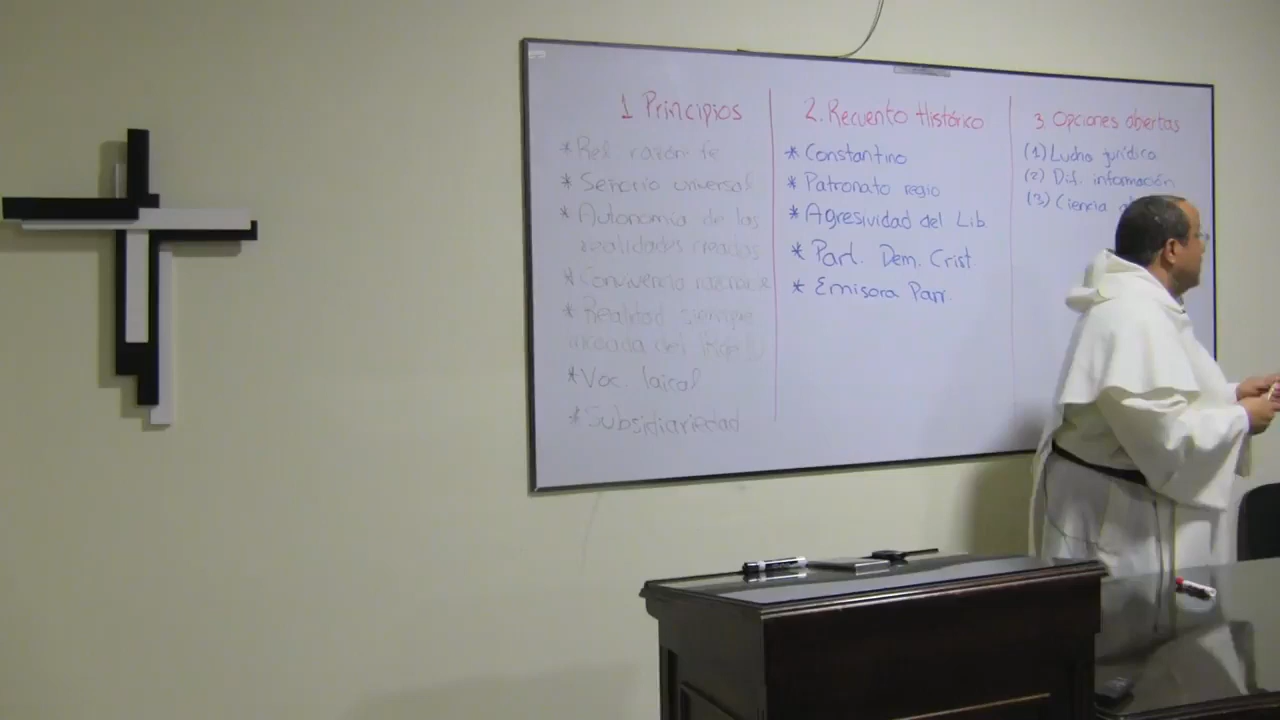 1 Principios
* Rel. razón fe
* Señorío universal
* Autonomía de las
realidades creadas
* Convivencia
* Realidad siempre
* Voc. laical
* Subsidiariedad
2. Recuento Histórico
* Constantino
* Patronato regio
* Agresividad del Lib.
* Part. Dem. Crist.
* Emisora Parr.
3. Opciones abiertas
(1) Lucha jurídica
(2) Dif. información
(3) Ciencia